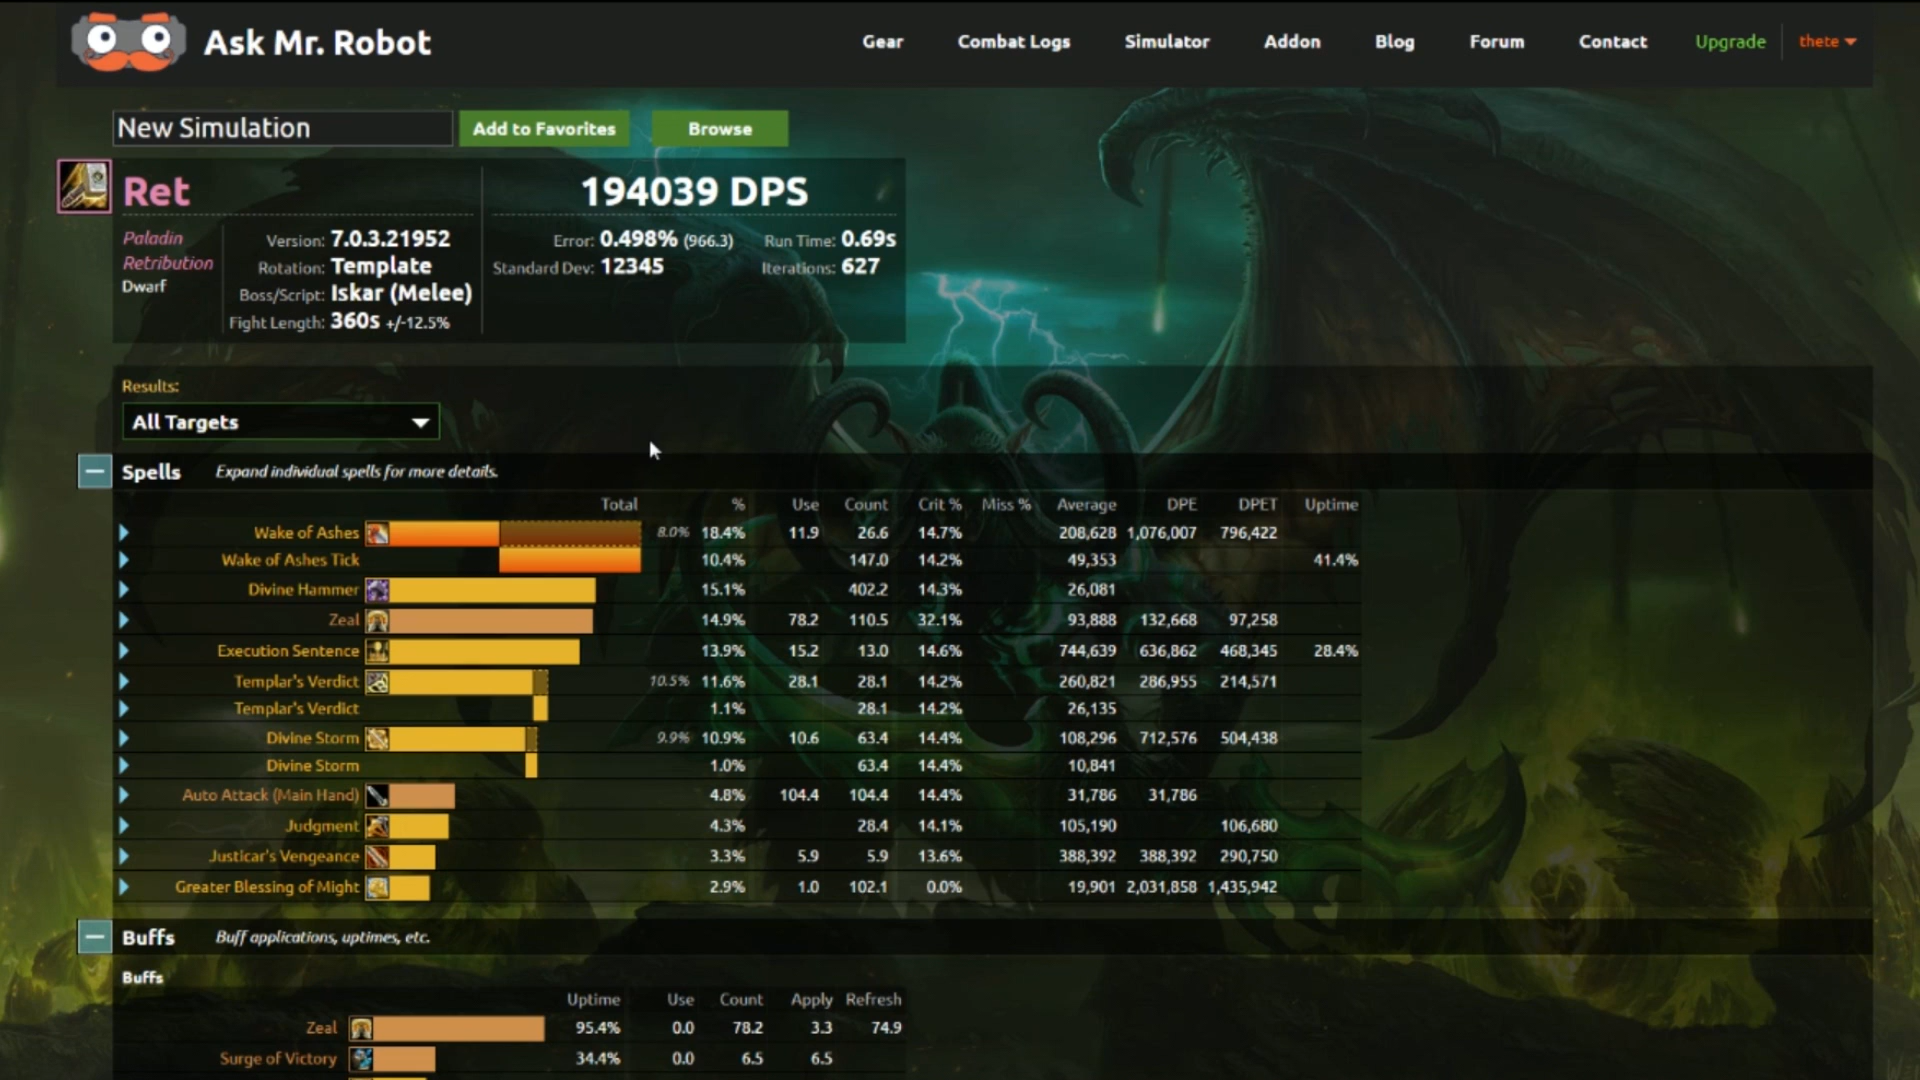 Ask Mr. Robot
Gear Combat Logs Simulator Addon Blog Forum Contact Upgrade thete
New Simulation Add to Favorites Browse
Ret 194039 DPS
Paladin
Retribution
Dwarf
Version: 7.0.3.21952
Rotation: Template
Boss/Script: Iskar (Melee)
Fight Length: 360s +/-12.5%
Error: 0.498% (966.3) Run Time: 0.69s
Standard Dev: 12345 Iterations: 627
Results:
All Targets
Spells Expand individual spells for more details.
Total % Use Count Crit % Miss % Average DPE DPET Uptime
Wake of Ashes 8.0% 18.4% 11.9 26.6 14.7% 208,628 1,076,007 796,422
Wake of Ashes Tick 10.4% 147.0 14.2% 49,353 41.4%
Divine Hammer 15.1% 402.2 14.3% 26,081
Zeal 14.9% 78.2 110.5 32.1% 93,888 132,668 97,258
Execution Sentence 13.9% 15.2 13.0 14.6% 744,639 636,862 468,345 28.4%
Templar's Verdict 10.5% 11.6% 28.1 28.1 14.2% 260,821 286,955 214,571
Templar's Verdict 1.1% 28.1 14.2% 26,135
Divine Storm 9.9% 10.9% 10.6 63.4 14.4% 108,296 712,576 504,438
Divine Storm 1.0% 63.4 14.4% 10,841
Auto Attack (Main Hand) 4.8% 104.4 104.4 14.4% 31,786 31,786
Judgment 4.3% 28.4 14.1% 105,190 106,680
Justicar's Vengeance 3.3% 5.9 5.9 13.6% 388,392 388,392 290,750
Greater Blessing of Might 2.9% 1.0 102.1 0.0% 19,901 2,031,858 1,435,942
Buffs Buff applications, uptimes, etc.
Buffs
Uptime Use Count Apply Refresh
Zeal 95.4% 0.0 78.2 3.3 74.9
Surge of Victory 34.4% 0.0 6.5 6.5